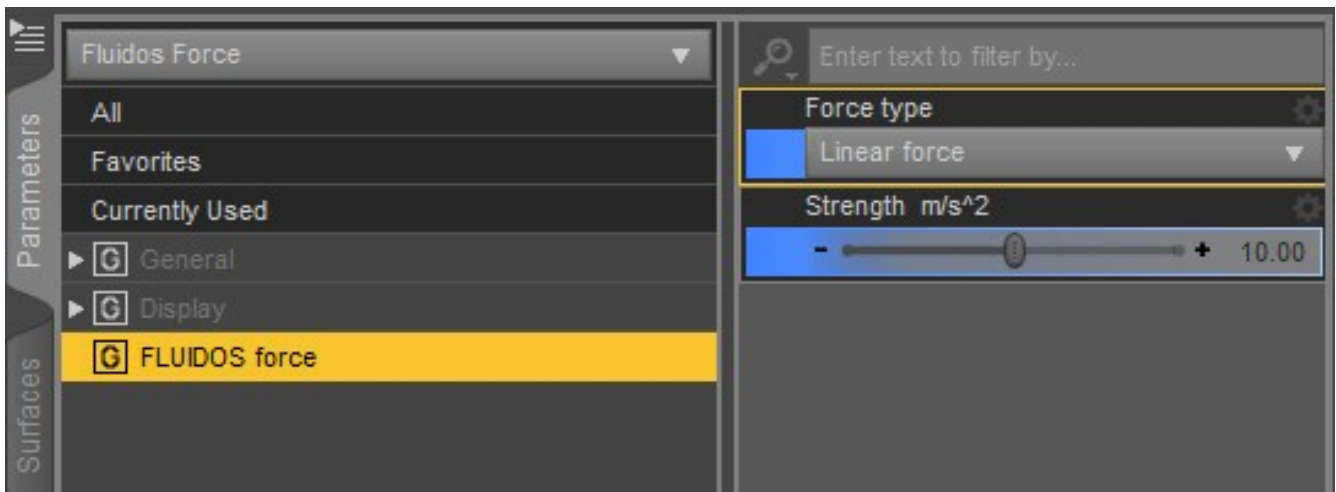 Parameters
Surfaces
Fluidos Force
All
Favorites
Currently Used
G General
G Display
G FLUIDOS force
Enter text to filter by...
Force type
Linear force
Strength m/s^2
- + 10.00